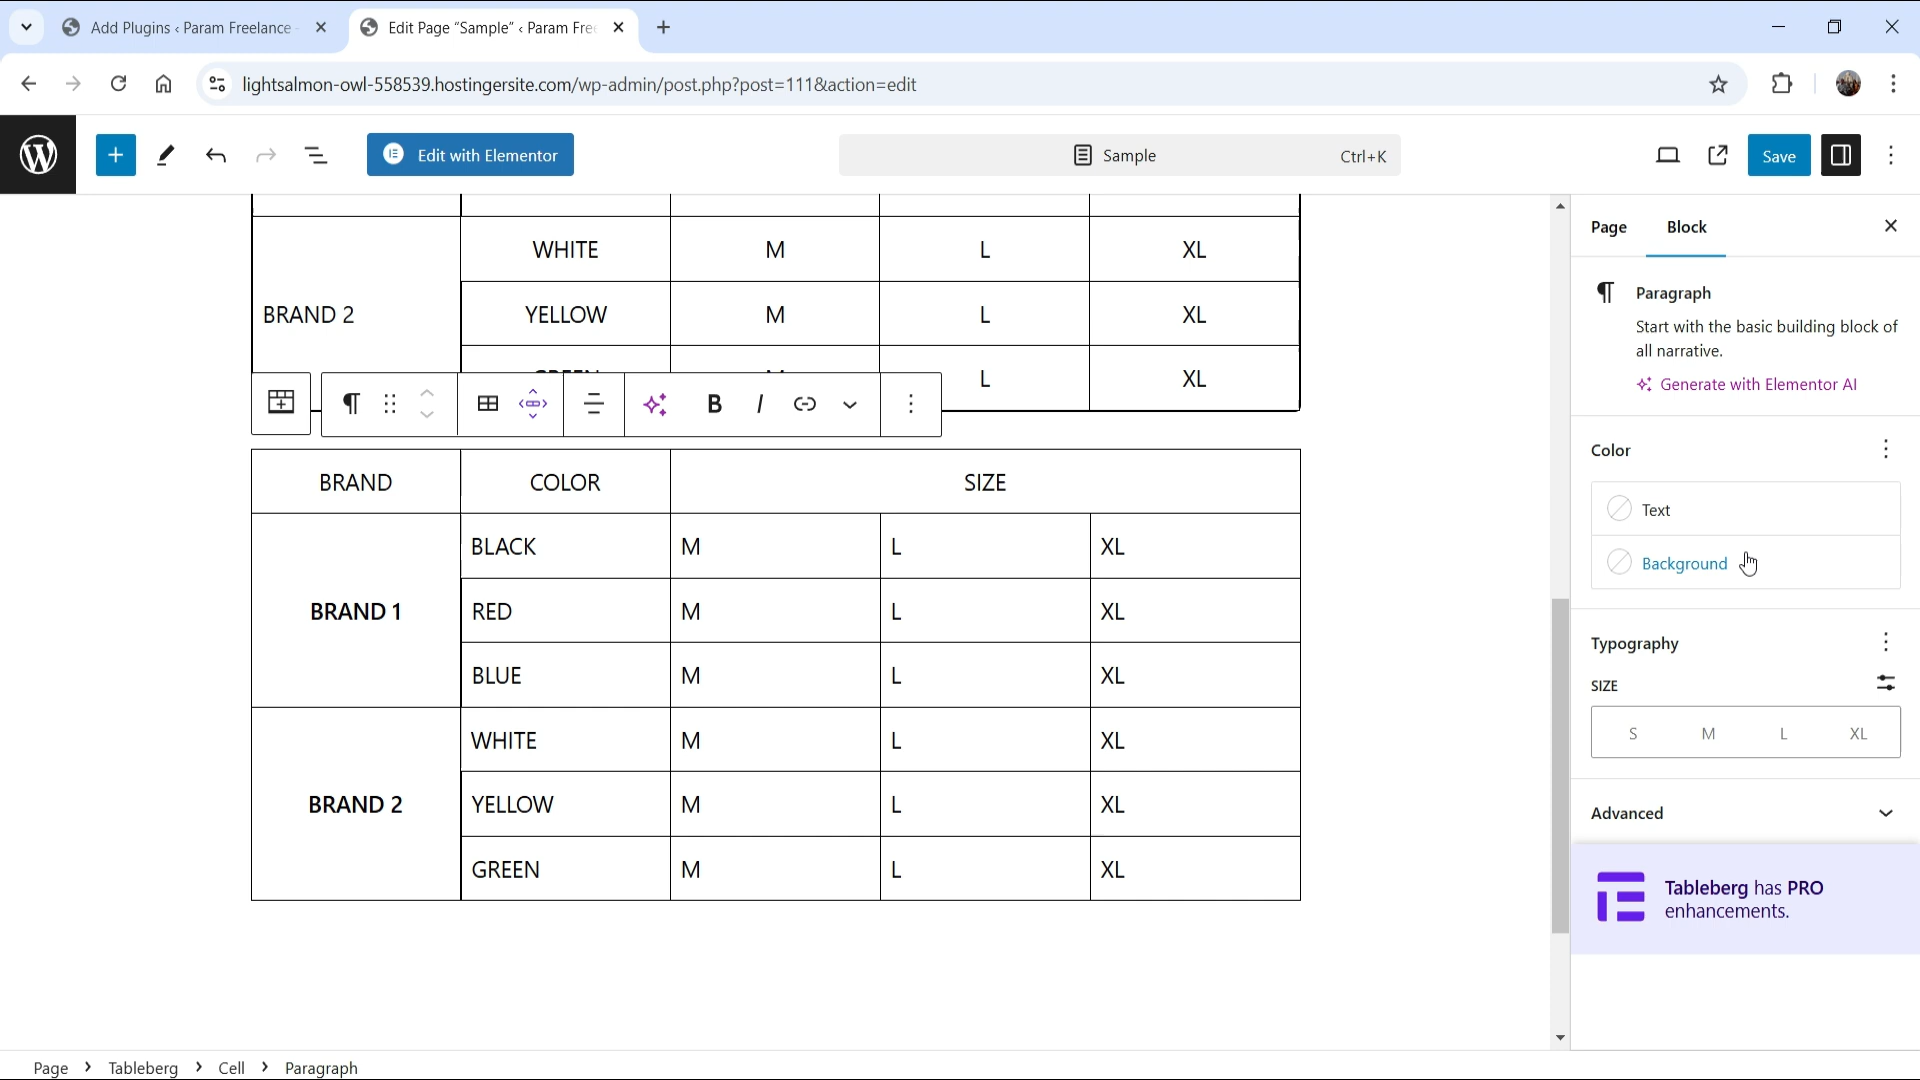 Add Plugins ‹ Param Freelance
Edit Page “Sample” ‹ Param Free
lightsalmon-owl-558539.hostingersite.com/wp-admin/post.php?post=111&action=edit
Edit with Elementor
Sample
Ctrl+K
Save
WHITE M L XL
BRAND 2 YELLOW M L XL
GREEN L XL
BRAND COLOR SIZE
BLACK M L XL
BRAND 1 RED M L XL
BLUE M L XL
WHITE M L XL
BRAND 2 YELLOW M L XL
GREEN M L XL
Page Block
Paragraph
Start with the basic building block of
all narrative.
Generate with Elementor AI
Color
Text
Background
Typography
SIZE
S M L XL
Advanced
Tableberg has PRO
enhancements.
Page > Tableberg > Cell > Paragraph